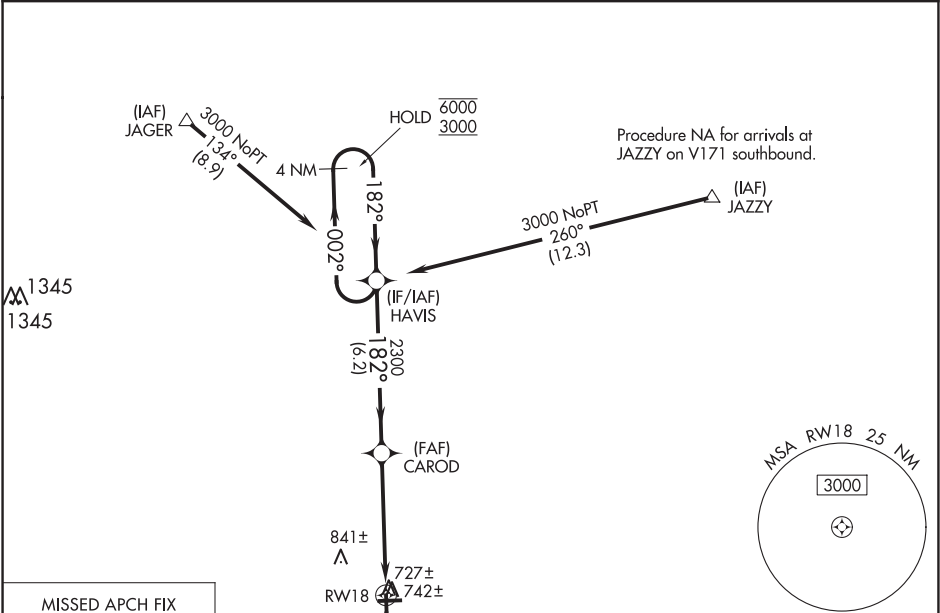 (IAF)
JAGER
3000 NoPT
134°
(8.9)
HOLD
6000
3000
4 NM
182°
002°
Procedure NA for arrivals at
JAZZY on V171 southbound.
(IAF)
JAZZY
3000 NoPT
260°
(12.3)
1345
1345
(IF/IAF)
HAVIS
2300
182°
(6.2)
(FAF)
CAROD
MSA RW18 25 NM
3000
841±
727±
742±
RW18
MISSED APCH FIX